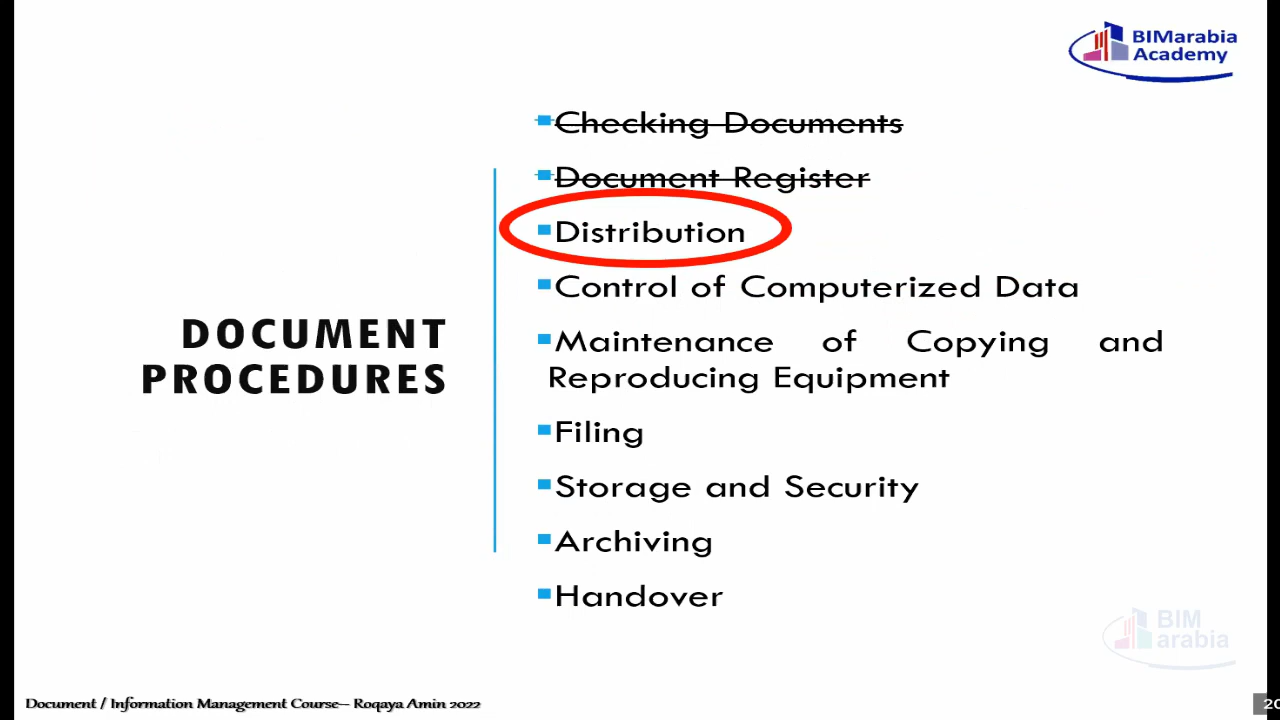 BIMarabia
Academy
Checking Documents
Document Register
Distribution
Control of Computerized Data
Maintenance of Copying and
Reproducing Equipment
Filing
Storage and Security
Archiving
Handover
DOCUMENT
PROCEDURES
BIM
arabia
Document / Information Management Course– Roqaya Amin 2022